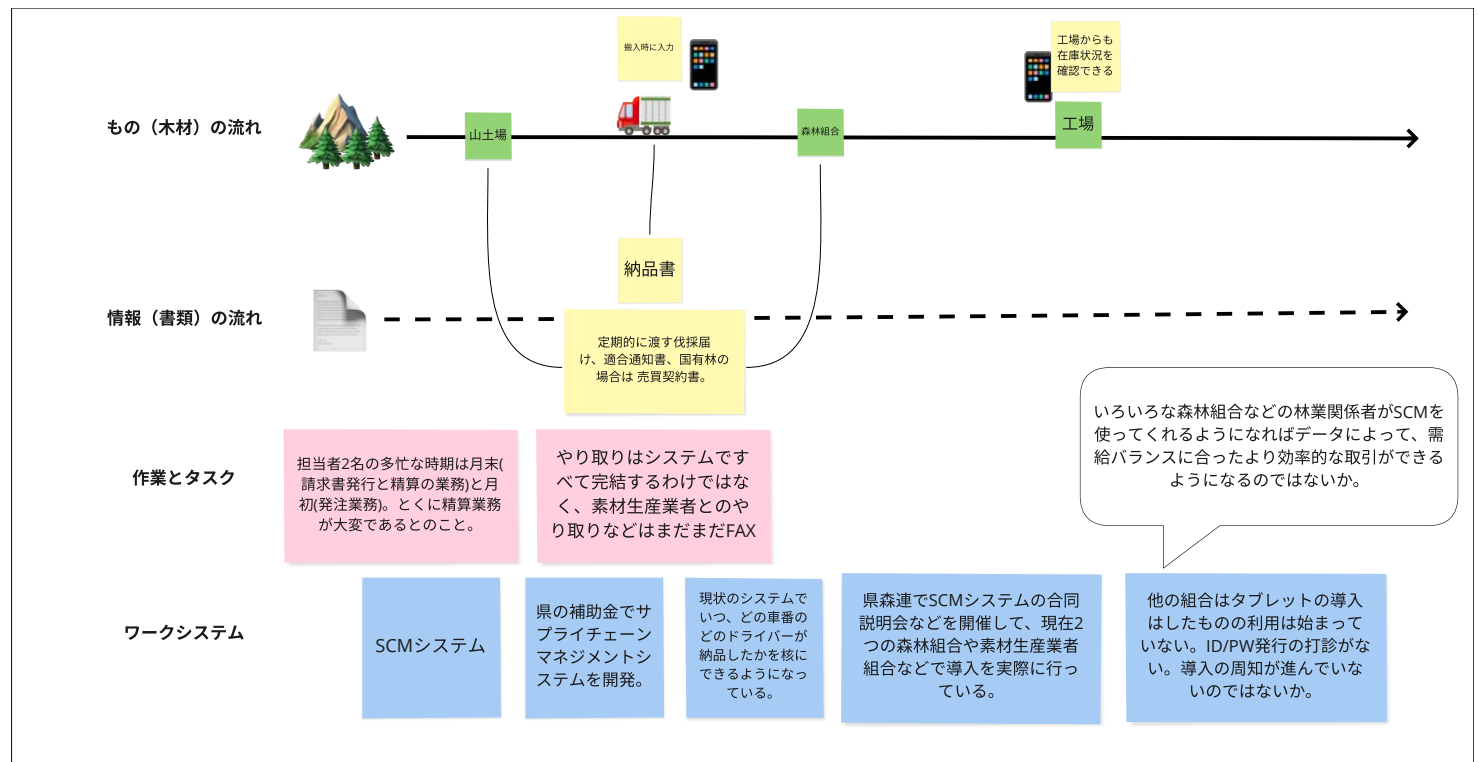 搬入時に入力
工場からも
在庫状況を
確認できる
もの（木材）の流れ
山土場
森林組合
工場
納品書
情報（書類）の流れ
定期的に渡す伐採届
け、適合通知書、国有林の
場合は 売買契約書。
いろいろな森林組合などの林業関係者がSCMを
使ってくれるようになればデータによって、需
給バランスに合ったより効率的な取引ができる
ようになるのではないか。
作業とタスク
担当者2名の多忙な時期は月末(
請求書発行と精算の業務)と月
初(発注業務)。とくに精算業務
が大変であるとのこと。
やり取りはシステムです
べて完結するわけではな
く、素材生産業者とのや
り取りなどはまだまだFAX
ワークシステム
SCMシステム
県の補助金でサ
プライチェーン
マネジメントシ
ステムを開発。
現状のシステムで
いつ、どの車番の
どのドライバーが
納品したかを核に
できるようになっ
ている。
県森連でSCMシステムの合同
説明会などを開催して、現在2
つの森林組合や素材生産業者
組合などで導入を実際に行っ
ている。
他の組合はタブレットの導入
はしたものの利用は始まって
いない。ID/PW発行の打診がな
い。導入の周知が進んでいな
いのではないか。